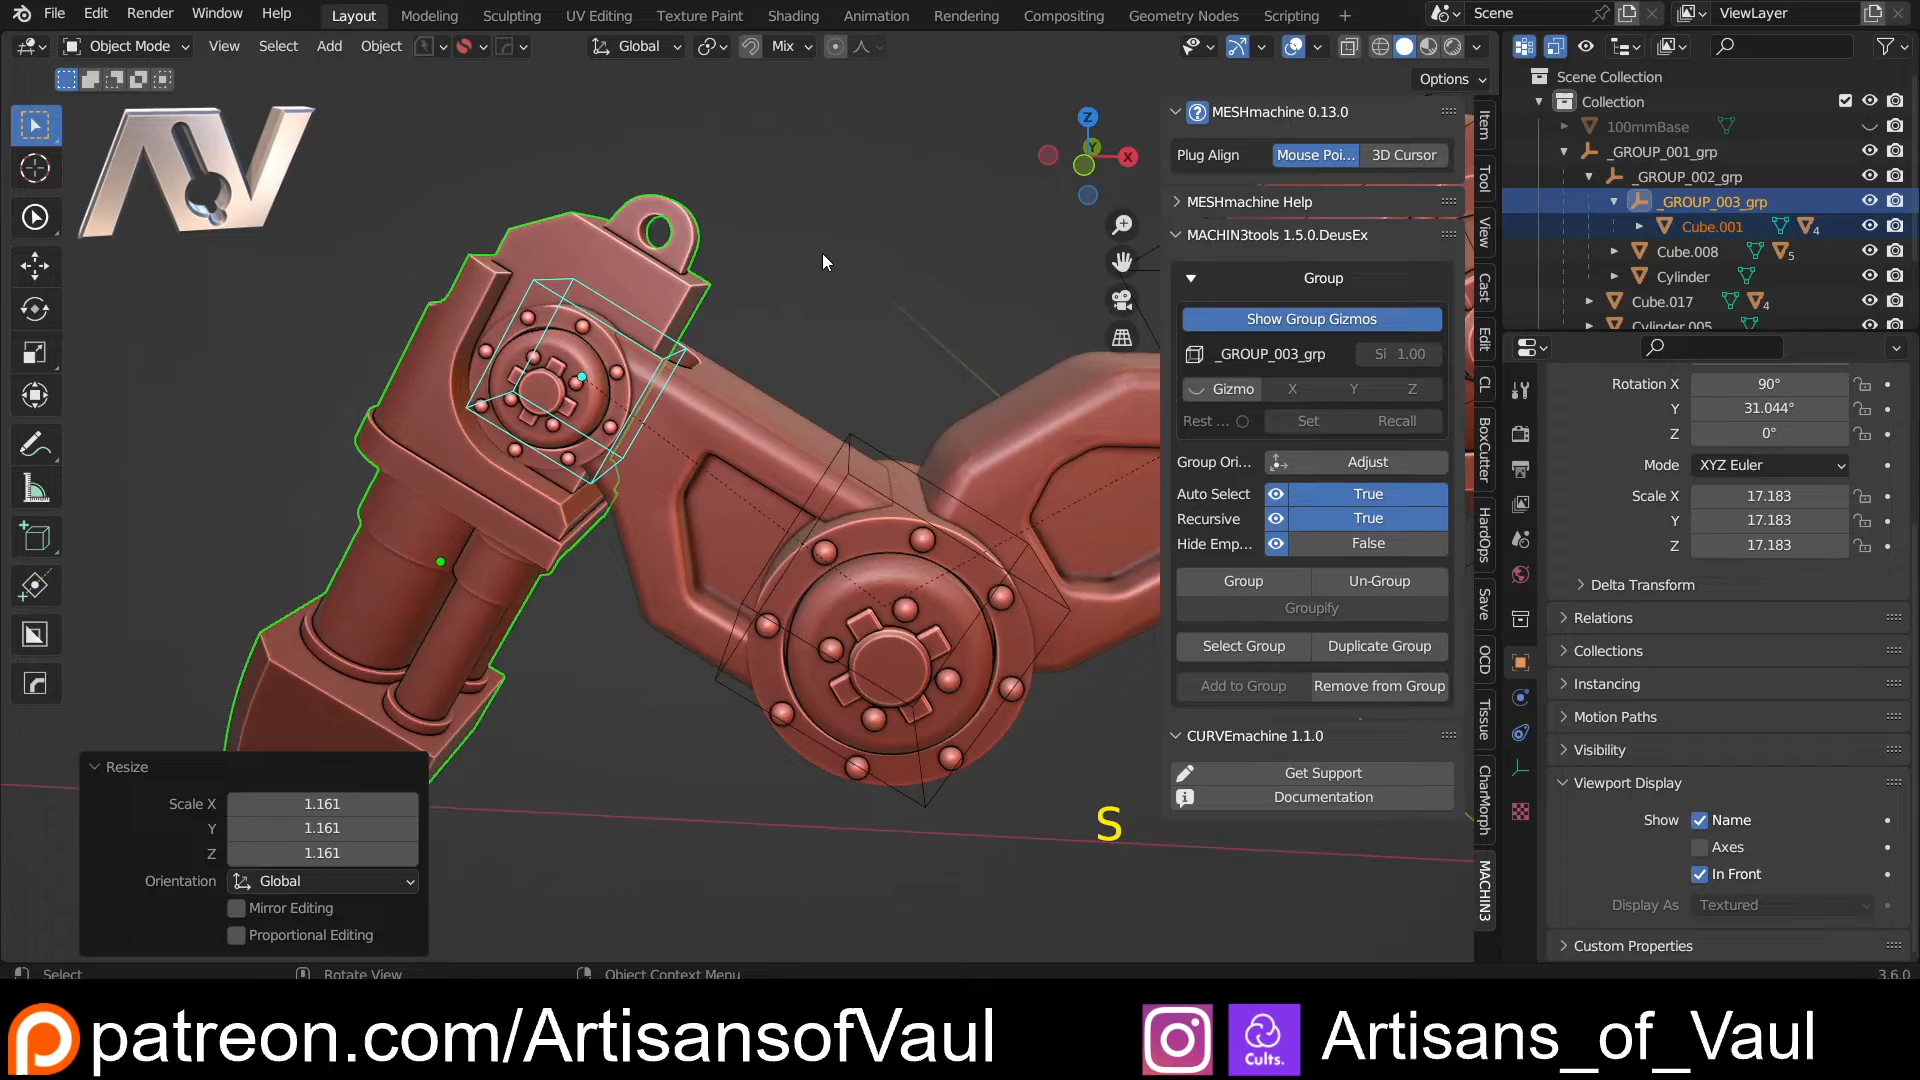 File Edit Render Window Help
Layout Modeling Sculpting UV Editing Texture Paint Shading Animation Rendering Compositing Geometry Nodes Scripting +
Scene
ViewLayer
Object Mode View Select Add Object
Global
Mix
Options
AV
Z
Y
X
MESHmachine 0.13.0
Plug Align Mouse Poi... 3D Cursor
MESHmachine Help
MACHIN3tools 1.5.0.DeusEx
Group
Show Group Gizmos
_GROUP_003_grp Si 1.00
Gizmo X Y Z
Rest ... Set Recall
Group Ori... Adjust
Auto Select True
Recursive True
Hide Emp... False
Group Un-Group
Groupify
Select Group Duplicate Group
Add to Group Remove from Group
CURVEmachine 1.1.0
Get Support
Documentation
Item
Tool
View
Cast
Edit
CL
BoxCutter
HardOps
Save
OCD
Tissue
CharMorph
MACHIN3
Scene Collection
Collection
100mmBase
_GROUP_001_grp
_GROUP_002_grp
_GROUP_003_grp
Cube.001 4
Cube.008 5
Cylinder
Cube.017 4
Cylinder.005
Rotation X 90°
Y 31.044°
Z 0°
Mode XYZ Euler
Scale X 17.183
Y 17.183
Z 17.183
Delta Transform
Relations
Collections
Instancing
Motion Paths
Visibility
Viewport Display
Show Name
Axes
In Front
Display As Textured
Custom Properties
Resize
Scale X 1.161
Y 1.161
Z 1.161
Orientation Global
Mirror Editing
Proportional Editing
S
Select Rotate View Object Context Menu 3.6.0
patreon.com/ArtisansofVaul
Cults.
Artisans_of_Vaul